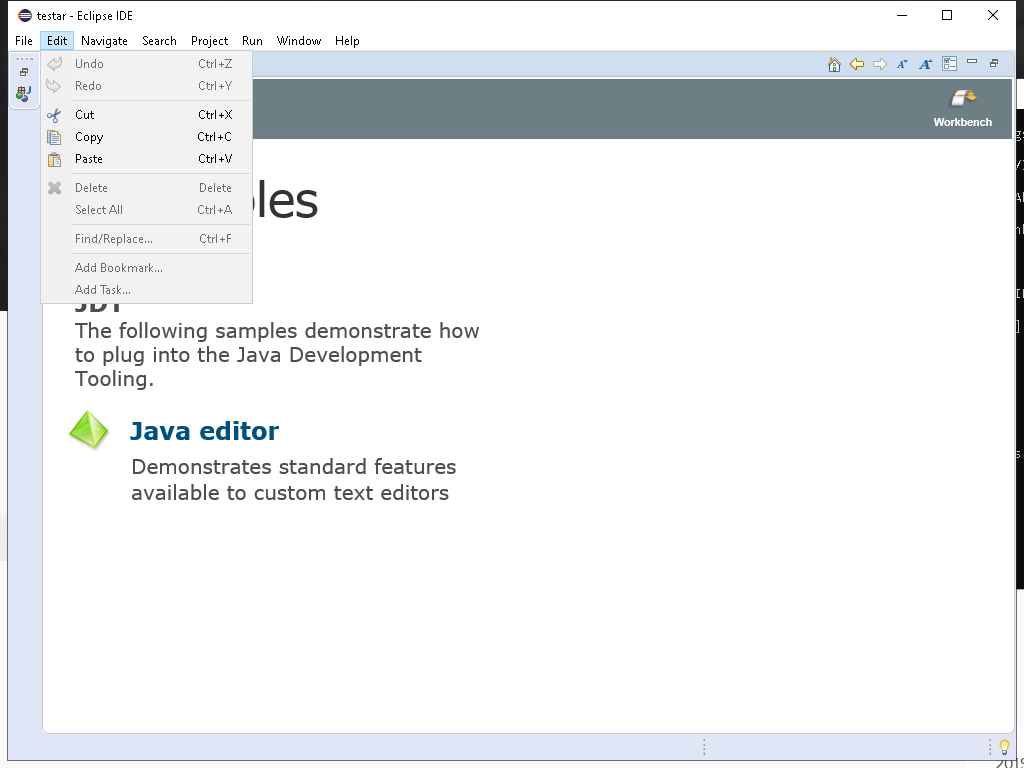 testar - Eclipse IDE
File Edit Navigate Search Project Run Window Help
Undo Ctrl+Z
Redo Ctrl+Y
Cut Ctrl+X
Copy Ctrl+C
Paste Ctrl+V
Delete Delete
Select All Ctrl+A
Find/Replace... Ctrl+F
Add Bookmark...
Add Task...
Workbench
les
JDT
The following samples demonstrate how
to plug into the Java Development
Tooling.
Java editor
Demonstrates standard features
available to custom text editors